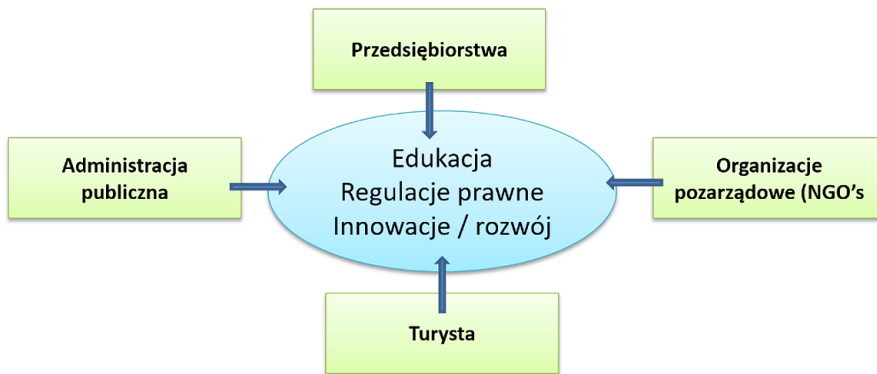 Przedsiębiorstwa
Administracja
publiczna
Edukacja
Regulacje prawne
Innowacje / rozwój
Organizacje
pozarządowe (NGO's
Turysta